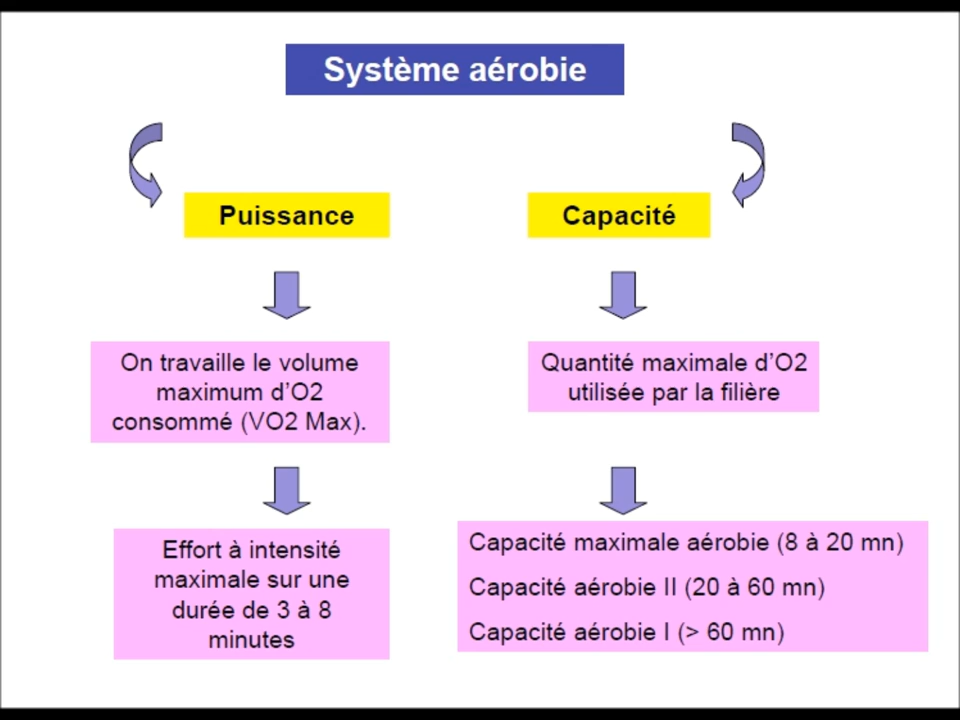 Système aérobie
Puissance
Capacité
On travaille le volume
maximum d’O2
consommé (VO2 Max).
Quantité maximale d’O2
utilisée par la filière
Effort à intensité
maximale sur une
durée de 3 à 8
minutes
Capacité maximale aérobie (8 à 20 mn)
Capacité aérobie II (20 à 60 mn)
Capacité aérobie I (> 60 mn)